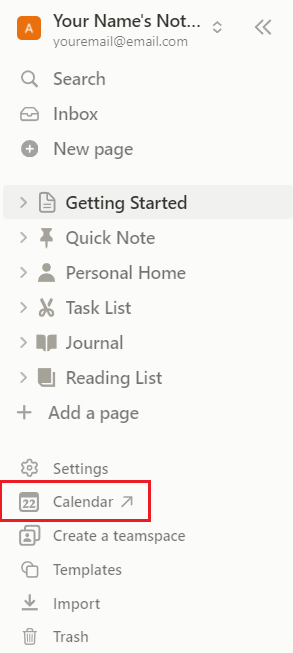 A
Your Name's Not...
youremail@email.com
Search
Inbox
New page
Getting Started
Quick Note
Personal Home
Task List
Journal
Reading List
Add a page
Settings
22
Calendar
Create a teamspace
Templates
Import
Trash